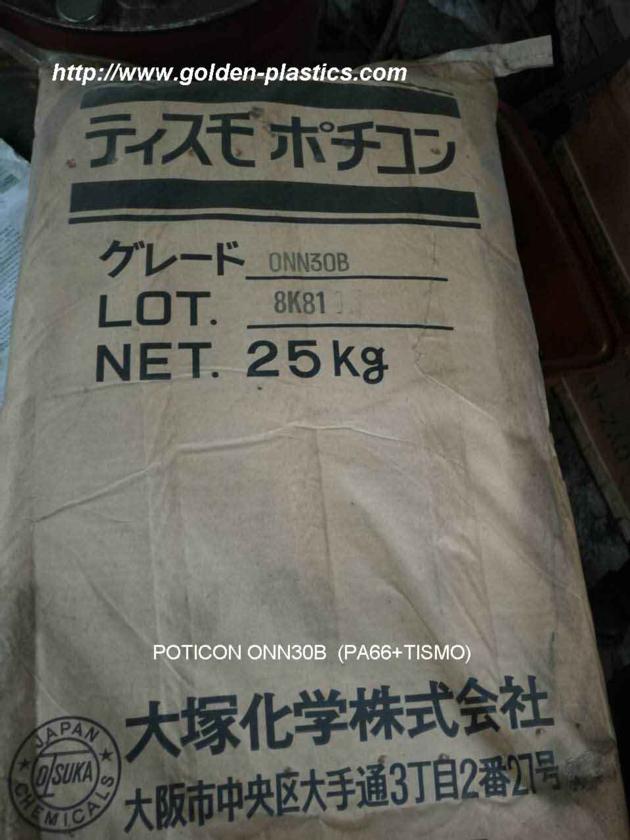 http://www.golden-plastics.com
ティスモ ポチコン
グレード ONN30B
LOT. 8K81
NET. 25kg
POTICON ONN30B (PA66+TISMO)
大塚化学株式会社
大阪市中央区大手通3丁目2番27号
JAPAN
OTSUKA
CHEMICALS